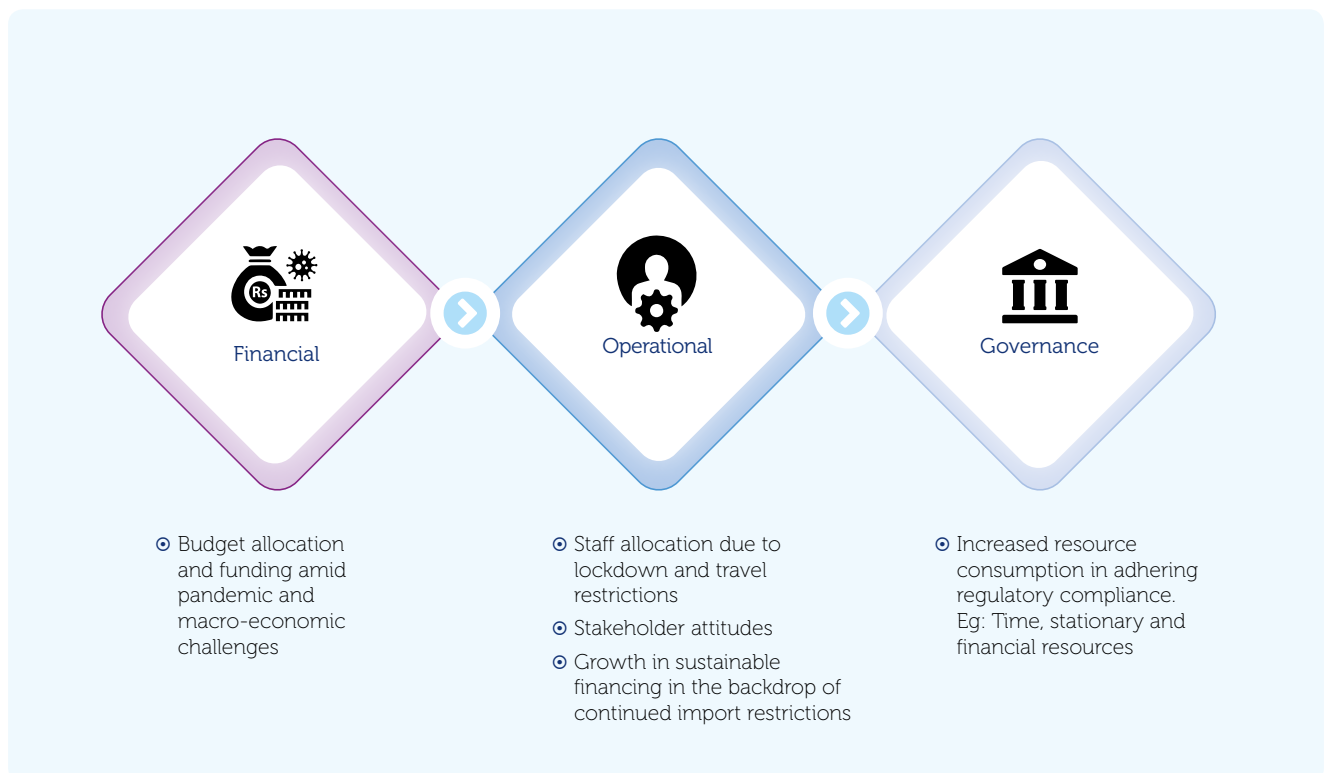 Rs
Financial
Operational
Governance
Budget allocation
and funding amid
pandemic and
macro-economic
challenges
Staff allocation due to
lockdown and travel
restrictions
Stakeholder attitudes
Growth in sustainable
financing in the backdrop of
continued import restrictions
Increased resource
consumption in adhering
regulatory compliance.
Eg: Time, stationary and
financial resources